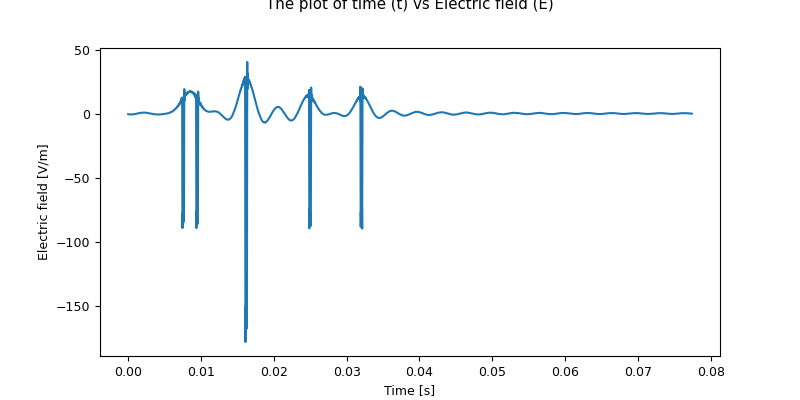 The plot of time (t) vs Electric field (E)
50
0
−50
−100
−150
Electric field [V/m]
0.00 0.01 0.02 0.03 0.04 0.05 0.06 0.07 0.08
Time [s]